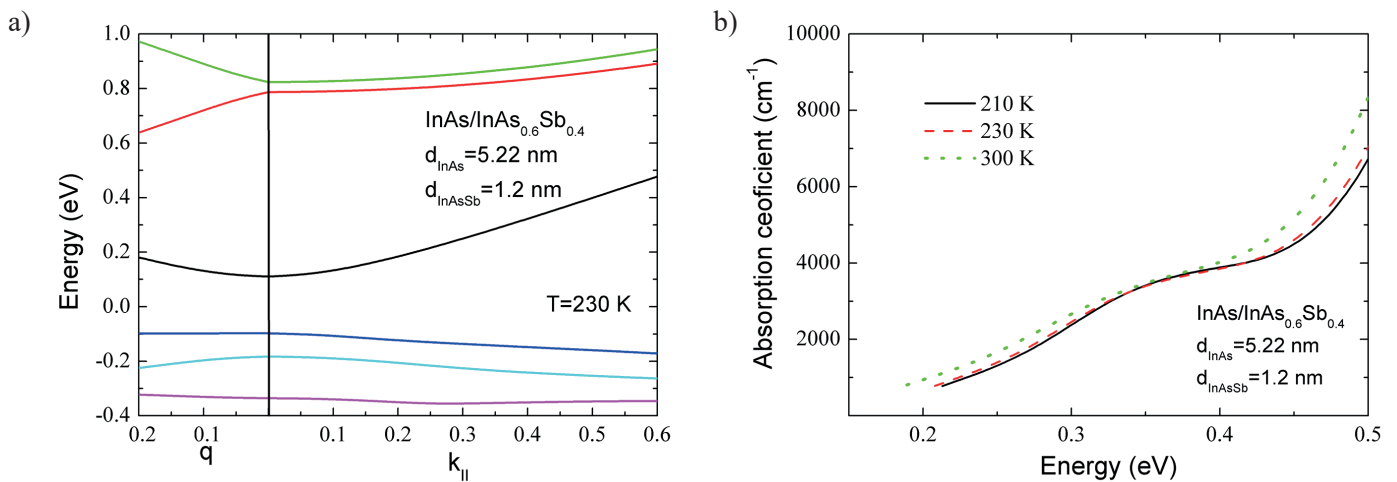 a)
1.0
0.8
0.6
0.4
0.2
0.0
-0.2
-0.4
Energy (eV)
InAs/InAs0.6Sb0.4
dInAs=5.22 nm
dInAsSb=1.2 nm
T=230 K
0.2 0.1 0.1 0.2 0.3 0.4 0.5 0.6
q
kII
b)
10000
8000
6000
4000
2000
Absorption ceoficient (cm-1)
210 K
230 K
300 K
InAs/InAs0.6Sb0.4
dInAs=5.22 nm
dInAsSb=1.2 nm
0.2 0.3 0.4 0.5
Energy (eV)